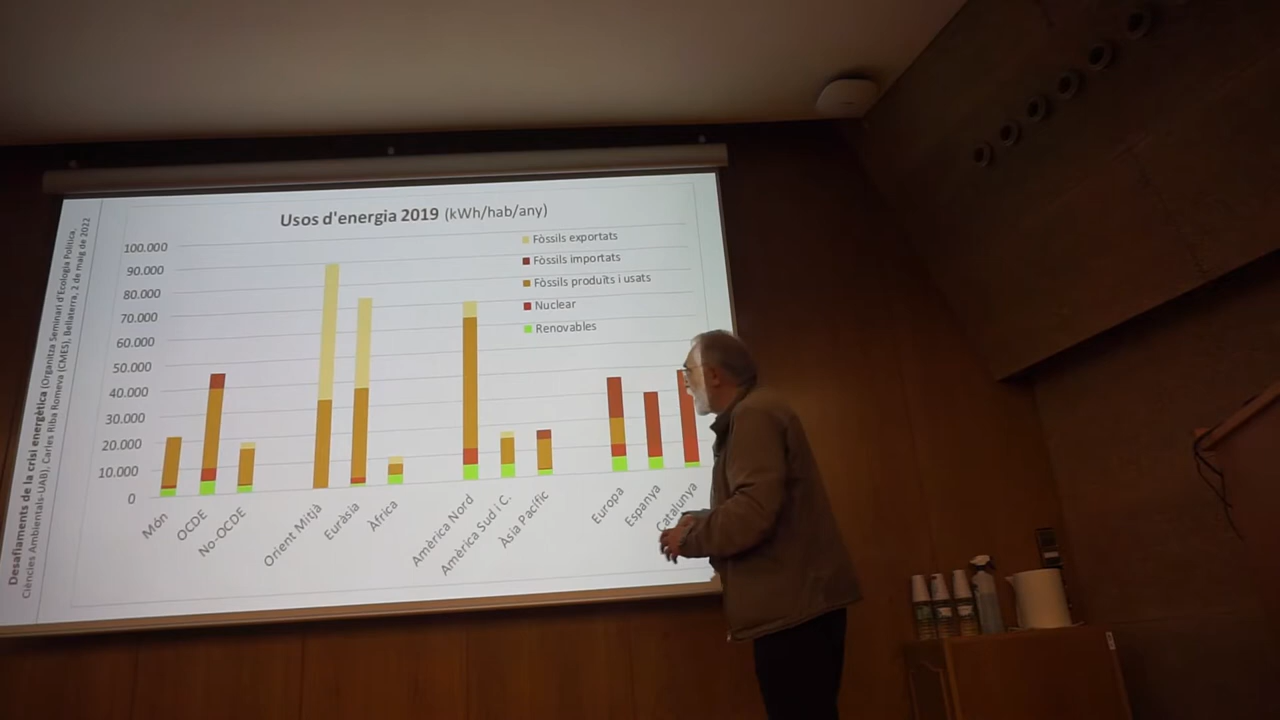 Usos d'energia 2019 (kWh/hab/any)
100.000
90.000
80.000
70.000
60.000
50.000
40.000
30.000
20.000
10.000
0
Fòssils exportats
Fòssils importats
Fòssils produïts i usats
Nuclear
Renovables
Món
OCDE
No-OCDE
Orient Mitjà
Euràsia
Àfrica
Amèrica Nord
Amèrica Sud i C.
Àsia Pacífic
Europa
Espanya
Catalunya
Desafiaments de la crisi energètica (Organitza Seminari d'Ecologia Política,
Ciències Ambientals-UAB), Carles Riba Romeva (CMES), Bellaterra, 2 de maig de 2022